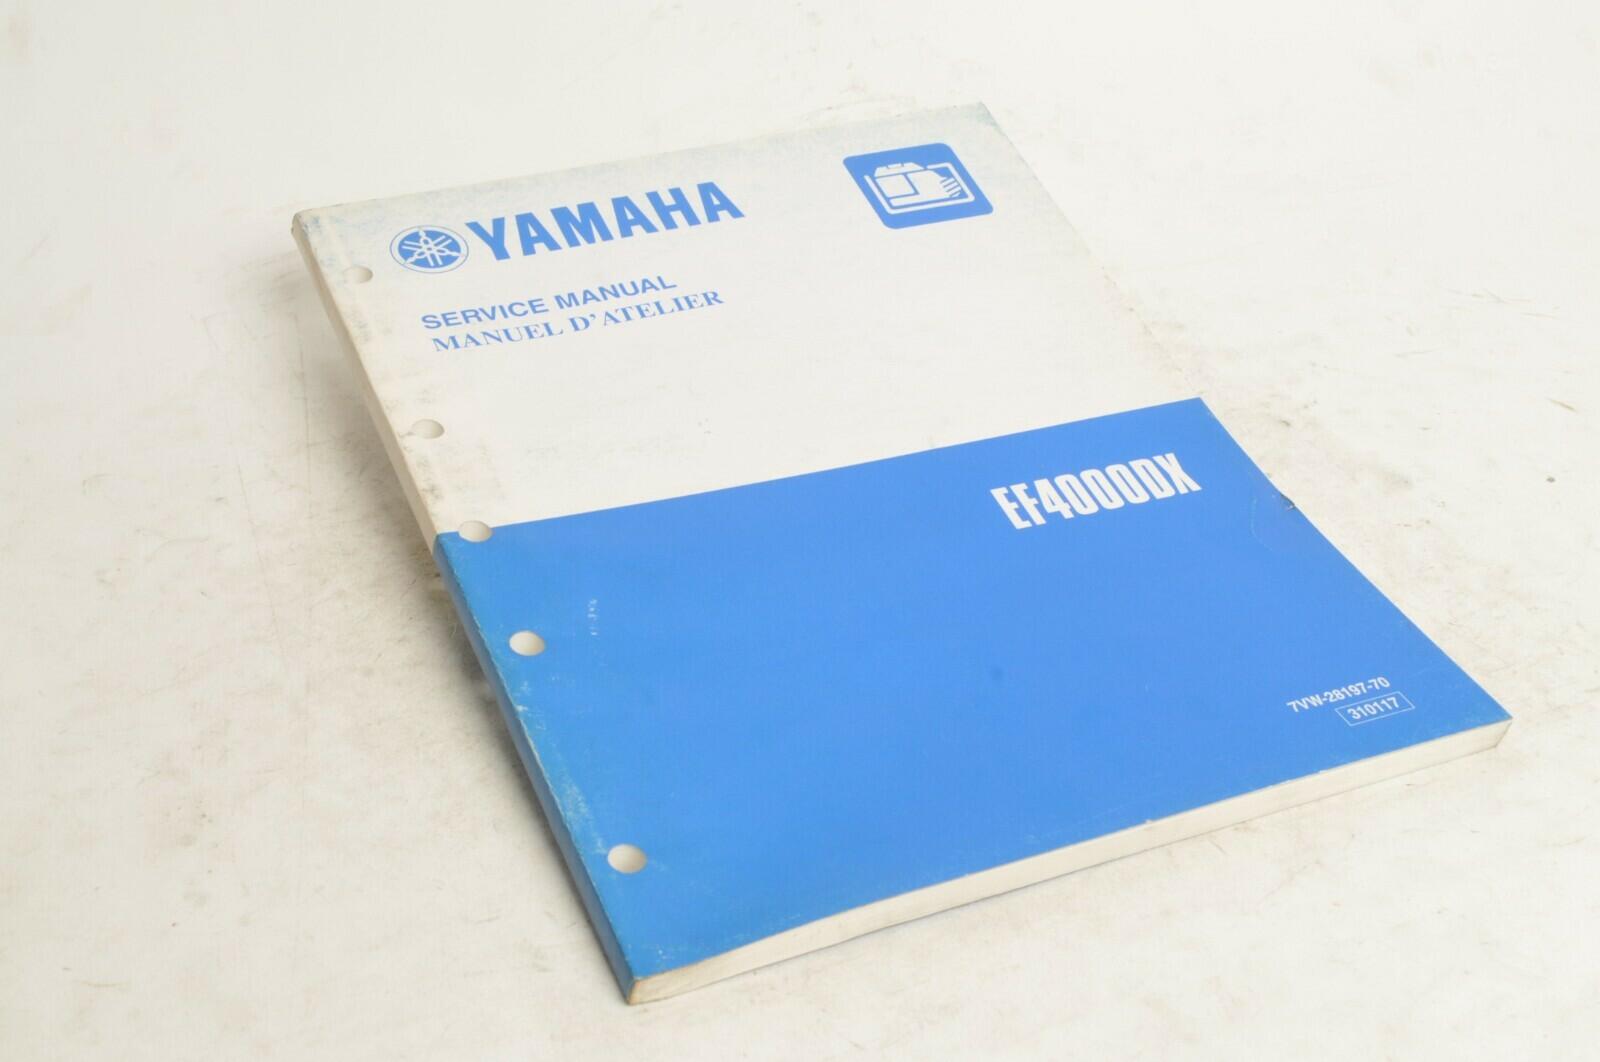 YAMAHA
SERVICE MANUAL
MANUEL D'ATELIER
EF4000DX
7VW-28197-70
310117